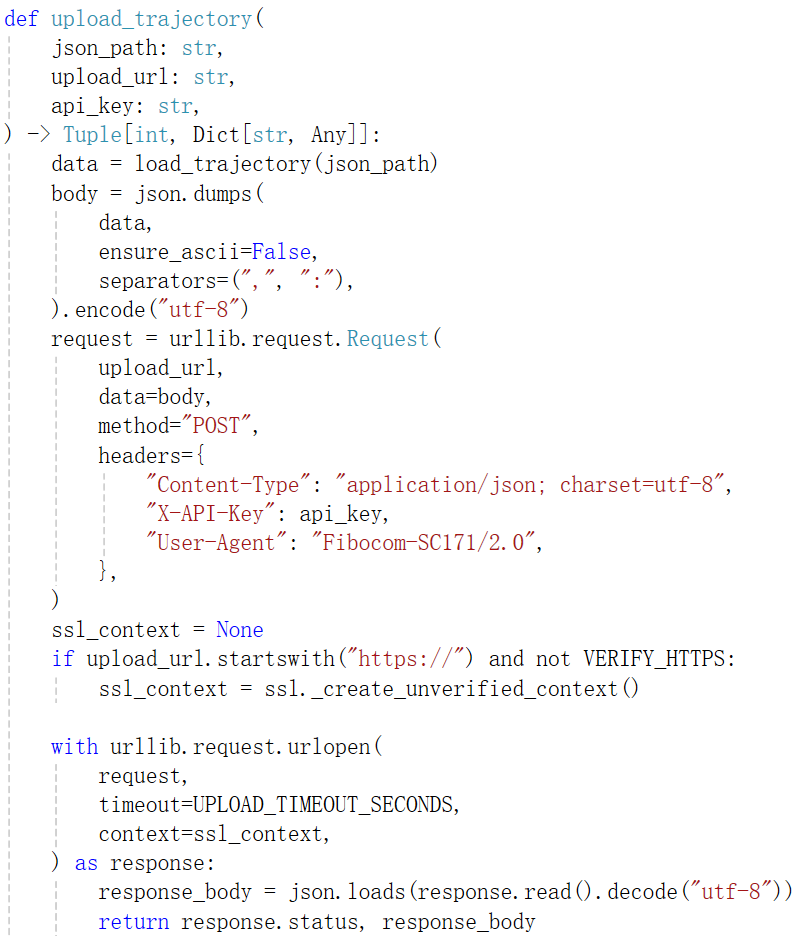 def upload_trajectory(
    json_path: str,
    upload_url: str,
    api_key: str,
) -> Tuple[int, Dict[str, Any]]:
    data = load_trajectory(json_path)
    body = json.dumps(
        data,
        ensure_ascii=False,
        separators=(",", ":"),
    ).encode("utf-8")
    request = urllib.request.Request(
        upload_url,
        data=body,
        method="POST",
        headers={
            "Content-Type": "application/json; charset=utf-8",
            "X-API-Key": api_key,
            "User-Agent": "Fibocom-SC171/2.0",
        },
    )
    ssl_context = None
    if upload_url.startswith("https://") and not VERIFY_HTTPS:
        ssl_context = ssl._create_unverified_context()

    with urllib.request.urlopen(
        request,
        timeout=UPLOAD_TIMEOUT_SECONDS,
        context=ssl_context,
    ) as response:
        response_body = json.loads(response.read().decode("utf-8"))
        return response.status, response_body